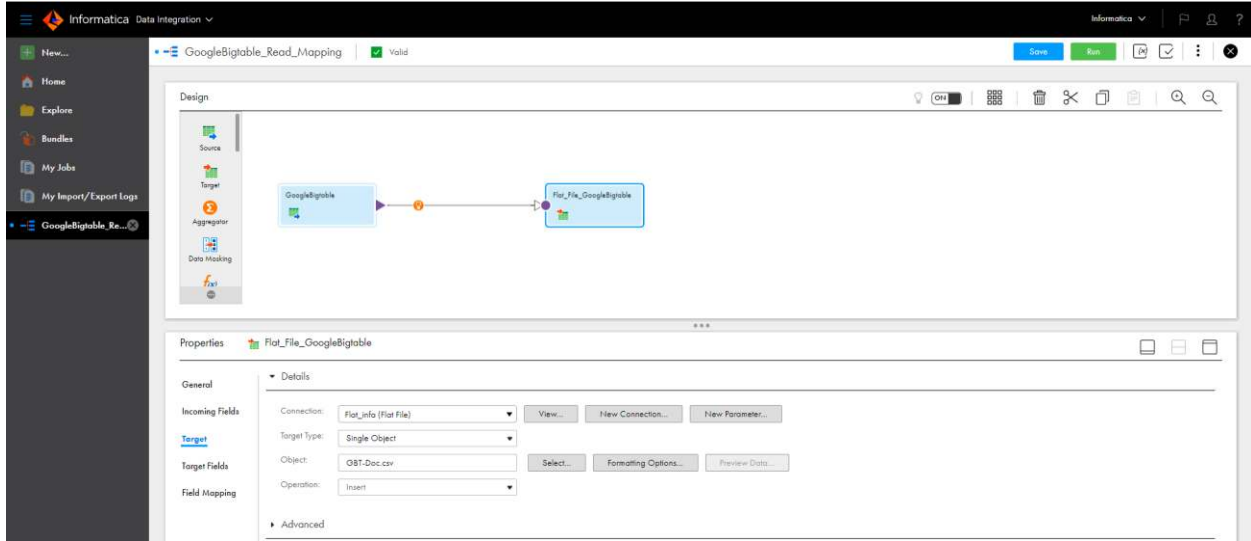 Informatica Data Integration
Informatica
?
New...
Home
Explore
Bundles
My Jobs
My Import/Export Logs
GoogleBigtable_Re...
GoogleBigtable_Read_Mapping
Valid
Save
Run
Design
ON
Source
Target
Aggregator
Data Masking
f(x)
GoogleBigtable
Flat_File_GoogleBigtable
Properties Flat_File_GoogleBigtable
General
Incoming Fields
Target
Target Fields
Field Mapping
Details
Connection: Flat_infa (Flat File) View... New Connection... New Parameter...
Target Type: Single Object
Object: GBT-Doc.csv Select... Formatting Options... Preview Data...
Operation: Insert
Advanced